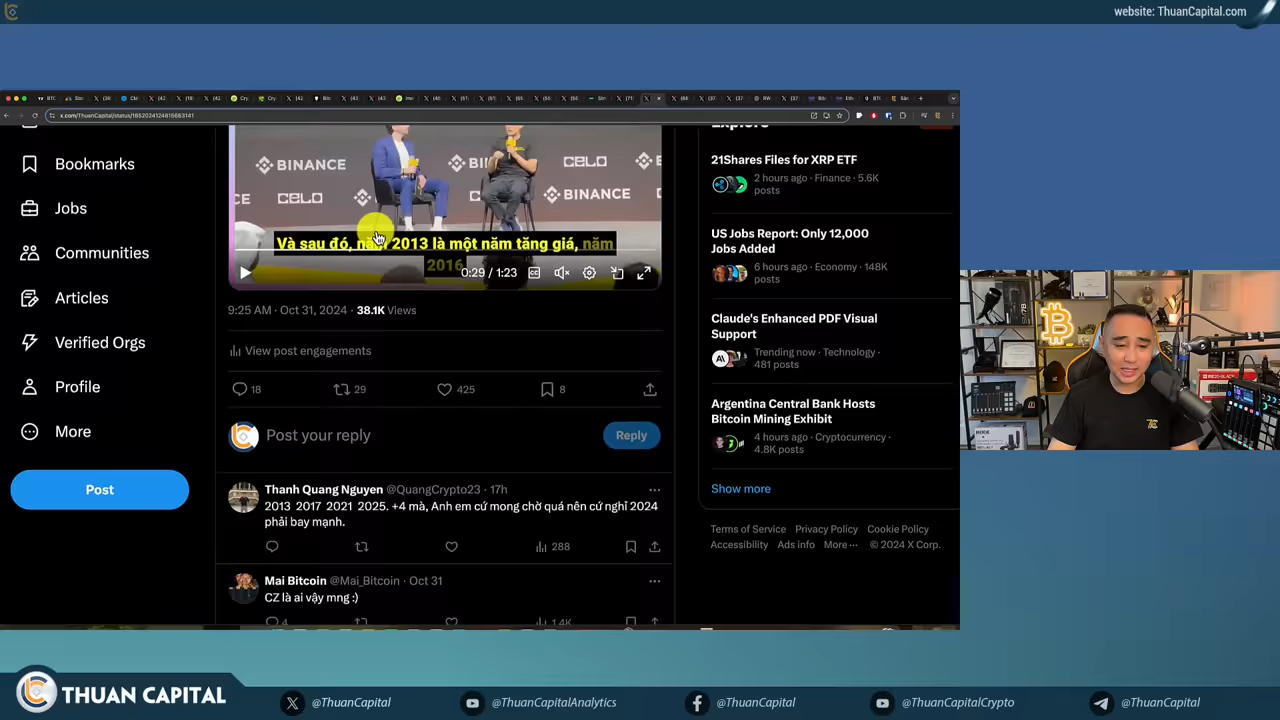 website: ThuanCapital.com
x.com/ThuanCapital/status/1852024124815663141
Bookmarks
Jobs
Communities
Articles
Verified Orgs
Profile
More
Post
BINANCE
CELO
BINANCE
CELO
BINANCE
Và sau đó, năm 2013 là một năm tăng giá, năm
2016
0:29 / 1:23
9:25 AM · Oct 31, 2024 · 38.1K Views
View post engagements
18
29
425
8
Post your reply
Reply
Thanh Quang Nguyen @QuangCrypto23 · 17h
2013 2017 2021 2025. +4 mà, Anh em cứ mong chờ quá nên cứ nghĩ 2024
phải bay mạnh.
288
Mai Bitcoin @Mai_Bitcoin · Oct 31
CZ là ai vậy mng :)
4
1.4K
Explore
21Shares Files for XRP ETF
2 hours ago · Finance · 5.6K
posts
US Jobs Report: Only 12,000
Jobs Added
6 hours ago · Economy · 148K
posts
Claude's Enhanced PDF Visual
Support
Trending now · Technology ·
481 posts
Argentina Central Bank Hosts
Bitcoin Mining Exhibit
4 hours ago · Cryptocurrency ·
4.8K posts
Show more
Terms of Service Privacy Policy Cookie Policy
Accessibility Ads info More ··· © 2024 X Corp.
THUAN CAPITAL
@ThuanCapital
@ThuanCapitalAnalytics
@ThuanCapital
@ThuanCapitalCrypto
@ThuanCapital